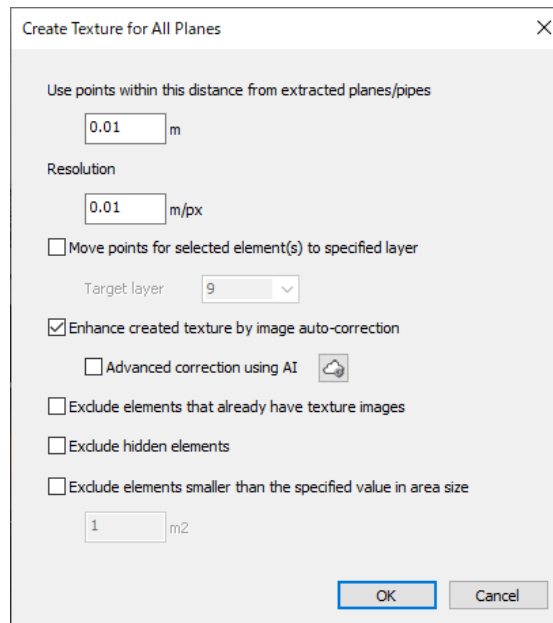 Create Texture for All Planes
Use points within this distance from extracted planes/pipes
0.01 m
Resolution
0.01 m/px
Move points for selected element(s) to specified layer
Target layer 9
Enhance created texture by image auto-correction
Advanced correction using AI
Exclude elements that already have texture images
Exclude hidden elements
Exclude elements smaller than the specified value in area size
1 m2
OK Cancel